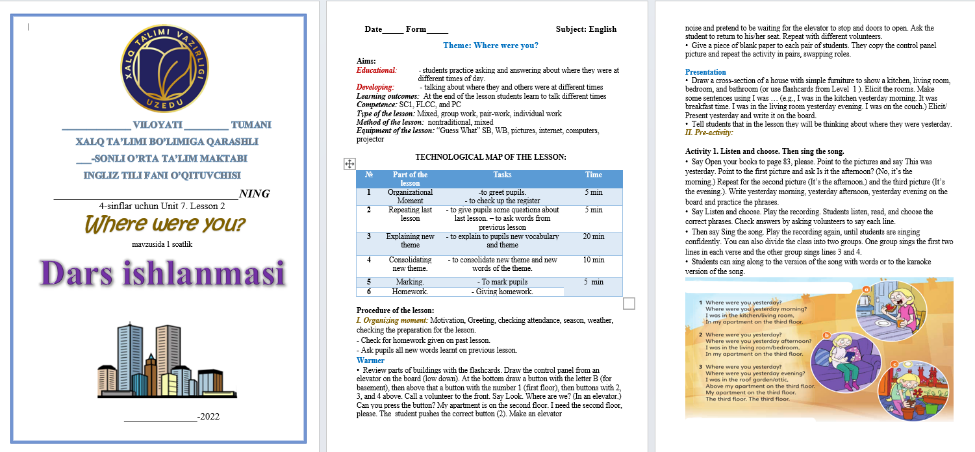 XALQ TA'LIMI VAZIRLIGI
UZEDU
____________ VILOYATI ________ TUMANI
XALQ TA'LIMI BO'LIMIGA QARASHLI
___-SONLI O'RTA TA'LIM MAKTABI
INGLIZ TILI FANI O'QITUVCHISI
______________________________NING
4-sinflar uchun Unit 7. Lesson 2
Where were you?
mavzusida 1 soatlik
Dars ishlanmasi
______________-2022
Date_____ Form_____ Subject: English
Theme: Where were you?
Aims:
Educational: - students practice asking and answering about where they were at
different times of day.
Developing: - talking about where they and others were at different times
Learning outcomes: At the end of the lesson students learn to talk different times
Competence: SC1, FLCC, and PC
Type of the lesson: Mixed, group work, pair-work, individual work
Method of the lesson: nontraditional, mixed
Equipment of the lesson: "Guess What" SB, WB, pictures, internet, computers,
projector
TECHNOLOGICAL MAP OF THE LESSON:
№ Part of the lesson Tasks Time
1 Organizational Moment -to greet pupils. - to check up the register 5 min
2 Repeating last lesson - to give pupils some questions about last lesson. – to ask words from previous lesson 5 min
3 Explaining new theme - to explain to pupils new vocabulary and theme 20 min
4 Consolidating new theme. - to consolidate new theme and new words of the theme. 10 min
5 Marking. - To mark pupils 5 min
6 Homework. - Giving homework.
Procedure of the lesson:
I. Organizing moment: Motivation, Greeting, checking attendance, season, weather,
checking the preparation for the lesson.
- Check for homework given on past lesson.
- Ask pupils all new words learnt on previous lesson.
Warmer
• Review parts of buildings with the flashcards. Draw the control panel from an
elevator on the board (low down). At the bottom draw a button with the letter B (for
basement), then above that a button with the number 1 (first floor), then buttons with 2,
3, and 4 above. Call a volunteer to the front. Say Look. Where are we? (In an elevator.)
Can you press the button? My apartment is on the second floor. I need the second floor,
please. The student pushes the correct button (2). Make an elevator
noise and pretend to be waiting for the elevator to stop and doors to open. Ask the
student to return to his/her seat. Repeat with different volunteers.
• Give a piece of blank paper to each pair of students. They copy the control panel
picture and repeat the activity in pairs, swapping roles.
Presentation
• Draw a cross-section of a house with simple furniture to show a kitchen, living room,
bedroom, and bathroom (or use flashcards from Level 1 ). Elicit the rooms. Make
some sentences using I was … (e.g., I was in the kitchen yesterday morning. It was
breakfast time. I was in the living room yesterday evening. I was on the couch.) Elicit/
Present yesterday and write it on the board.
• Tell students that in the lesson they will be thinking about where they were yesterday.
II. Pre-activity:
Activity 1. Listen and choose. Then sing the song.
• Say Open your books to page 83, please. Point to the pictures and say This was
yesterday. Point to the first picture and ask Is it the afternoon? (No, it's the
morning.) Repeat for the second picture (It's the afternoon,) and the third picture (It's
the evening.). Write yesterday morning, yesterday afternoon, yesterday evening on the
board and practice the phrases.
• Say Listen and choose. Play the recording. Students listen, read, and choose the
correct phrases. Check answers by asking volunteers to say each line.
• Then say Sing the song. Play the recording again, until students are singing
confidently. You can also divide the class into two groups. One group sings the first two
lines in each verse and the other group sings lines 3 and 4.
• Students can sing along to the version of the song with words or to the karaoke
version of the song.
1 Where were you yesterday?
Where were you yesterday morning?
I was in the kitchen/living room,
In my apartment on the third floor.
2 Where were you yesterday?
Where were you yesterday afternoon?
I was in the living room/bedroom,
In my apartment on the third floor.
3 Where were you yesterday?
Where were you yesterday evening?
I was in the roof garden/attic,
Above my apartment on the third floor.
My apartment on the third floor.
The third floor. The third floor.